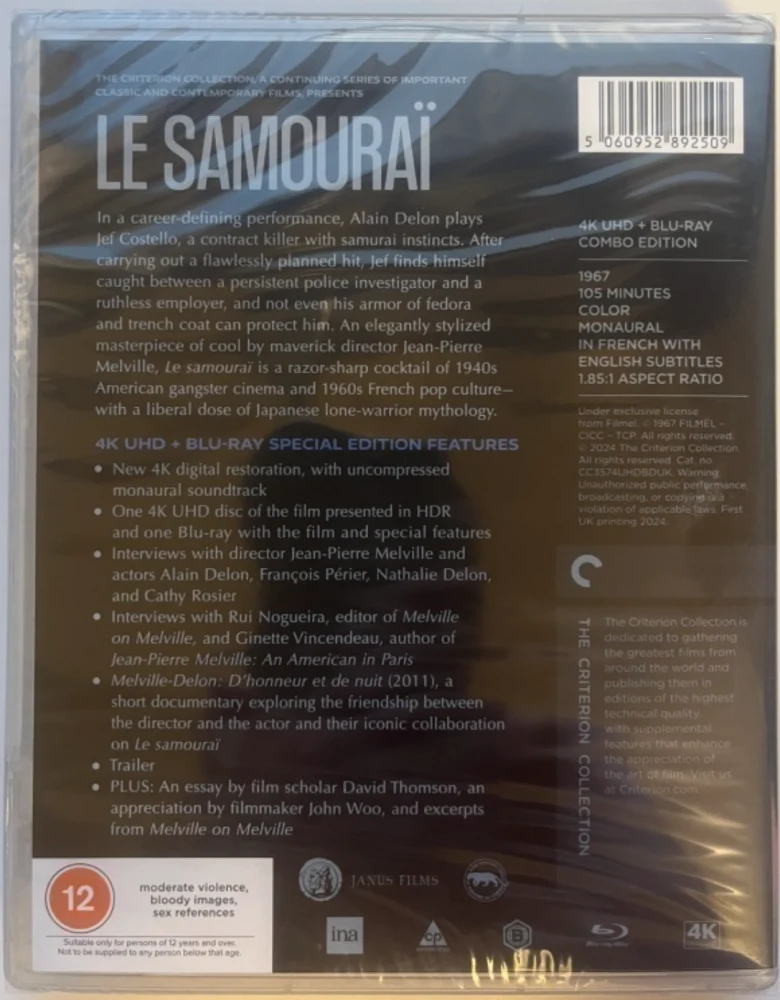 THE CRITERION COLLECTION, A CONTINUING SERIES OF IMPORTANT
CLASSIC AND CONTEMPORARY FILMS, PRESENTS
LE SAMOURAÏ
In a career-defining performance, Alain Delon plays
Jef Costello, a contract killer with samurai instincts. After
carrying out a flawlessly planned hit, Jef finds himself
caught between a persistent police investigator and a
ruthless employer, and not even his armor of fedora
and trench coat can protect him. An elegantly stylized
masterpiece of cool by maverick director Jean-Pierre
Melville, Le samouraï is a razor-sharp cocktail of 1940s
American gangster cinema and 1960s French pop culture—
with a liberal dose of Japanese lone-warrior mythology.
4K UHD + BLU-RAY SPECIAL EDITION FEATURES
• New 4K digital restoration, with uncompressed
monaural soundtrack
• One 4K UHD disc of the film presented in HDR
and one Blu-ray with the film and special features
• Interviews with director Jean-Pierre Melville and
actors Alain Delon, François Périer, Nathalie Delon,
and Cathy Rosier
• Interviews with Rui Nogueira, editor of Melville
on Melville, and Ginette Vincendeau, author of
Jean-Pierre Melville: An American in Paris
• Melville-Delon: D'honneur et de nuit (2011), a
short documentary exploring the friendship between
the director and the actor and their iconic collaboration
on Le samouraï
• Trailer
• PLUS: An essay by film scholar David Thomson, an
appreciation by filmmaker John Woo, and excerpts
from Melville on Melville
5 060952 892509
4K UHD + BLU-RAY
COMBO EDITION
1967
105 MINUTES
COLOR
MONAURAL
IN FRENCH WITH
ENGLISH SUBTITLES
1.85:1 ASPECT RATIO
Under exclusive license
from Filmel. © 1967 FILMEL –
CICC – TCP. All rights reserved.
© 2024 The Criterion Collection.
All rights reserved. Cat. no.
CC3574UHDBDUK. Warning:
Unauthorized public performance,
broadcasting, or copying is a
violation of applicable laws. First
UK printing 2024.
THE CRITERION COLLECTION
The Criterion Collection is
dedicated to gathering
the greatest films from
around the world and
publishing them in
editions of the highest
technical quality,
with supplemental
features that enhance
the appreciation of
the art of film. Visit us
at Criterion.com
12
moderate violence,
bloody images,
sex references
Suitable only for persons of 12 years and over.
Not to be supplied to any person below that age.
JANUS FILMS
ina
cp
B
Blu-ray Disc
4K